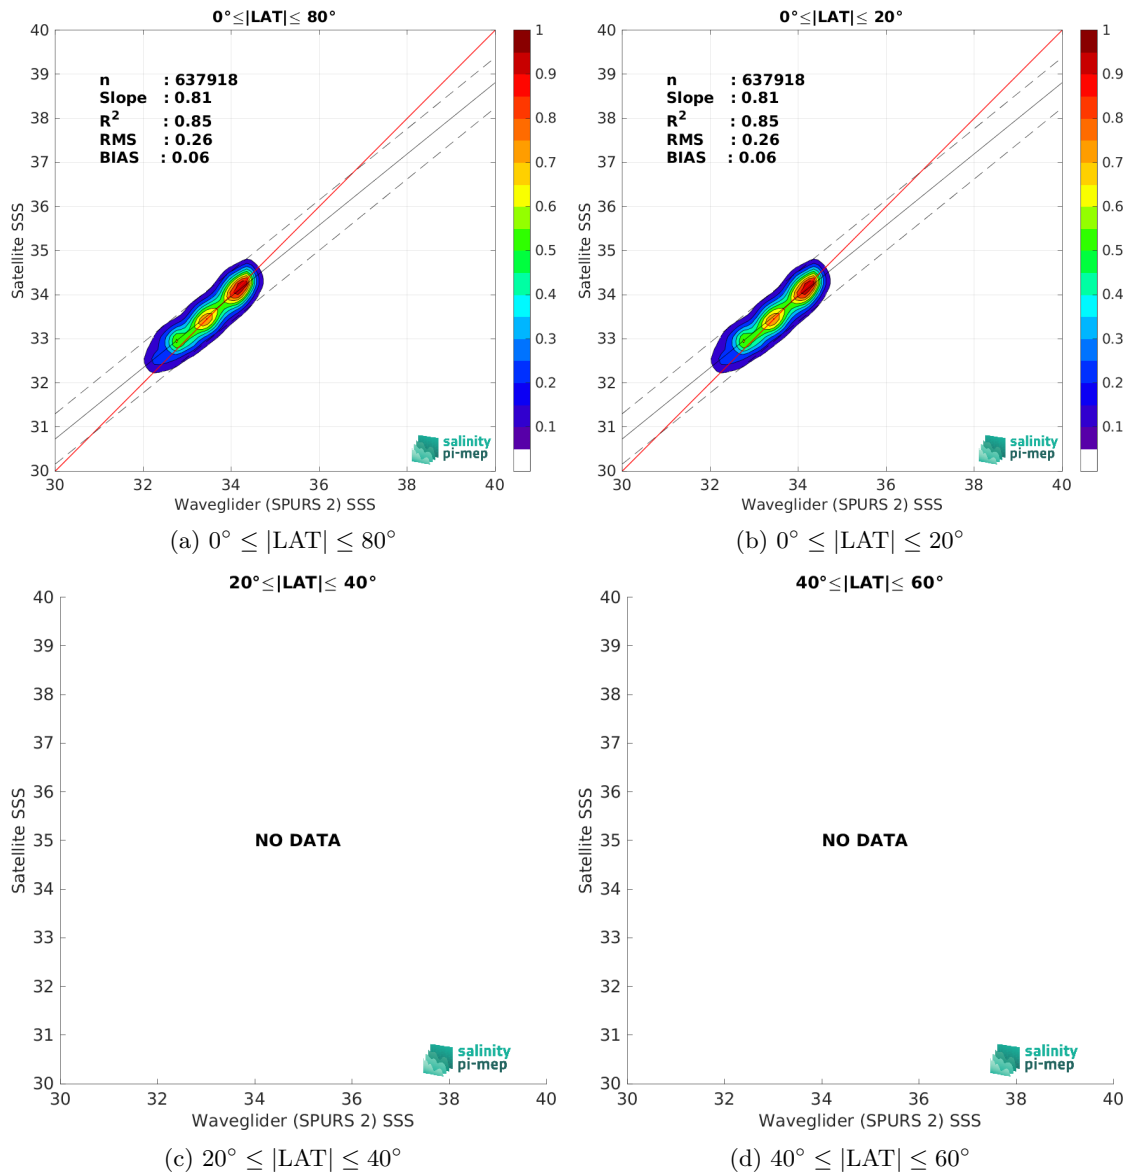 0°≤|LAT|≤ 80°
40
39
38
37
36
35
34
33
32
31
30
Satellite SSS
n : 637918
Slope : 0.81
R² : 0.85
RMS : 0.26
BIAS : 0.06
1
0.9
0.8
0.7
0.6
0.5
0.4
0.3
0.2
0.1
salinity
pi-mep
30 32 34 36 38 40
Waveglider (SPURS 2) SSS
(a) 0° ≤ |LAT| ≤ 80°
0°≤|LAT|≤ 20°
40
39
38
37
36
35
34
33
32
31
30
Satellite SSS
n : 637918
Slope : 0.81
R² : 0.85
RMS : 0.26
BIAS : 0.06
1
0.9
0.8
0.7
0.6
0.5
0.4
0.3
0.2
0.1
salinity
pi-mep
30 32 34 36 38 40
Waveglider (SPURS 2) SSS
(b) 0° ≤ |LAT| ≤ 20°
20°≤|LAT|≤ 40°
40
39
38
37
36
35
34
33
32
31
30
Satellite SSS
NO DATA
salinity
pi-mep
30 32 34 36 38 40
Waveglider (SPURS 2) SSS
(c) 20° ≤ |LAT| ≤ 40°
40°≤|LAT|≤ 60°
40
39
38
37
36
35
34
33
32
31
30
Satellite SSS
NO DATA
salinity
pi-mep
30 32 34 36 38 40
Waveglider (SPURS 2) SSS
(d) 40° ≤ |LAT| ≤ 60°